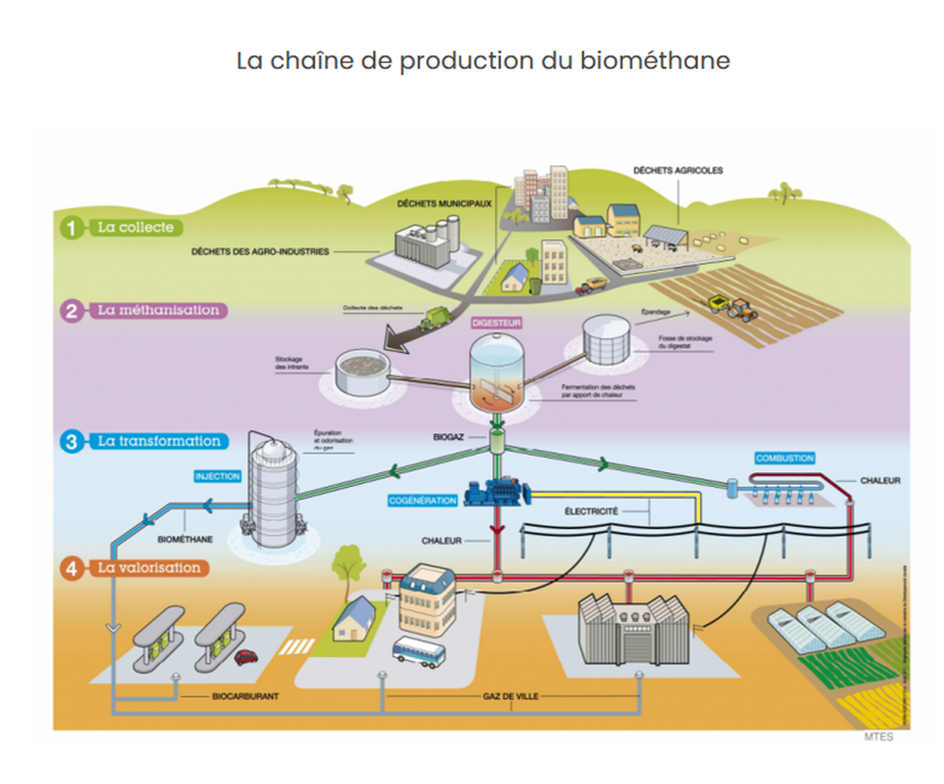 La chaîne de production du biométhane
DÉCHETS AGRICOLES
DÉCHETS MUNICIPAUX
1 La collecte
DÉCHETS DES AGRO-INDUSTRIES
2 La méthanisation
Collecte des déchets
DIGESTEUR
Épandage
Fosse de stockage
du digestat
Stockage
des intrants
Fermentation des déchets
par apport de chaleur
3 La transformation
Épuration
et odorisation
du gaz
BIOGAZ
COMBUSTION
INJECTION
CHALEUR
COGÉNÉRATION
ÉLECTRICITÉ
BIOMÉTHANE
CHALEUR
4 La valorisation
BIOCARBURANT
GAZ DE VILLE
MTES